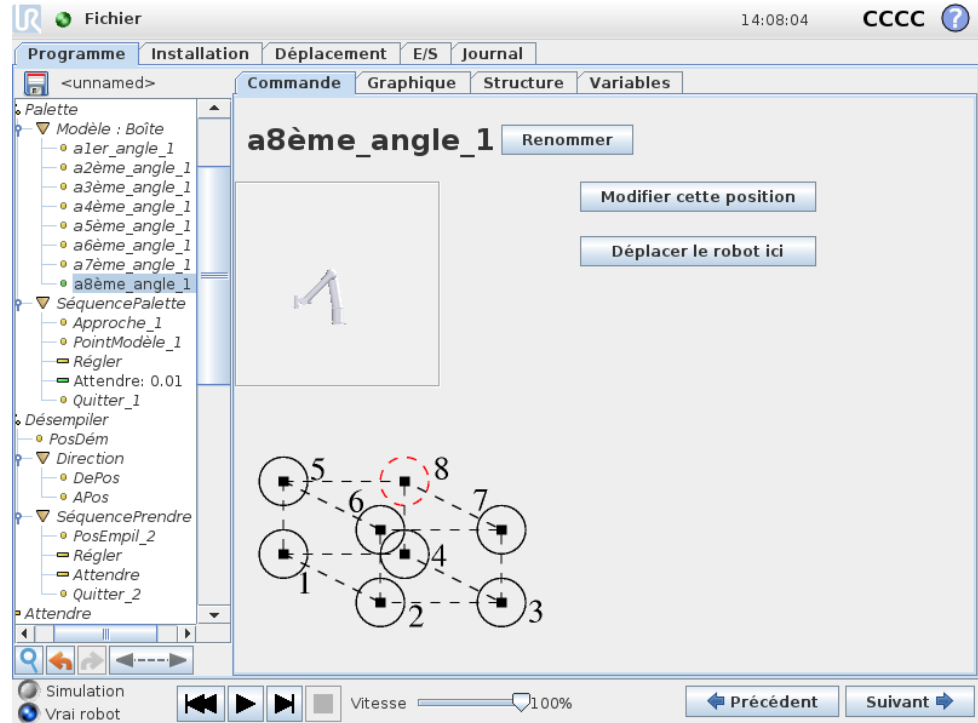 UR Fichier 14:08:04 CCCC ?
Programme Installation Déplacement E/S Journal
<unnamed>
Commande Graphique Structure Variables
Palette
Modèle : Boîte
a1er_angle_1
a2ème_angle_1
a3ème_angle_1
a4ème_angle_1
a5ème_angle_1
a6ème_angle_1
a7ème_angle_1
a8ème_angle_1
SéquencePalette
Approche_1
PointModèle_1
Régler
Attendre: 0.01
Quitter_1
Désempiler
PosDém
Direction
DePos
APos
SéquencePrendre
PosEmpil_2
Régler
Attendre
Quitter_2
Attendre
a8ème_angle_1 Renommer
Modifier cette position
Déplacer le robot ici
5 8
6 7
1 4
2 3
Simulation
Vrai robot
Vitesse 100%
Précédent Suivant